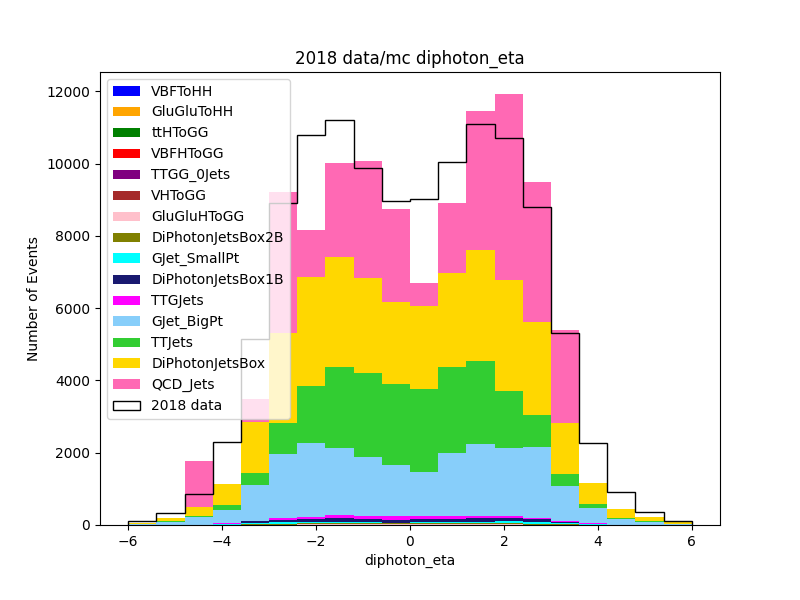 2018 data/mc diphoton_eta
12000
10000
8000
6000
4000
2000
0
Number of Events
VBFToHH
GluGluToHH
ttHToGG
VBFHToGG
TTGG_0Jets
VHToGG
GluGluHToGG
DiPhotonJetsBox2B
GJet_SmallPt
DiPhotonJetsBox1B
TTGJets
GJet_BigPt
TTJets
DiPhotonJetsBox
QCD_Jets
2018 data
−6 −4 −2 0 2 4 6
diphoton_eta